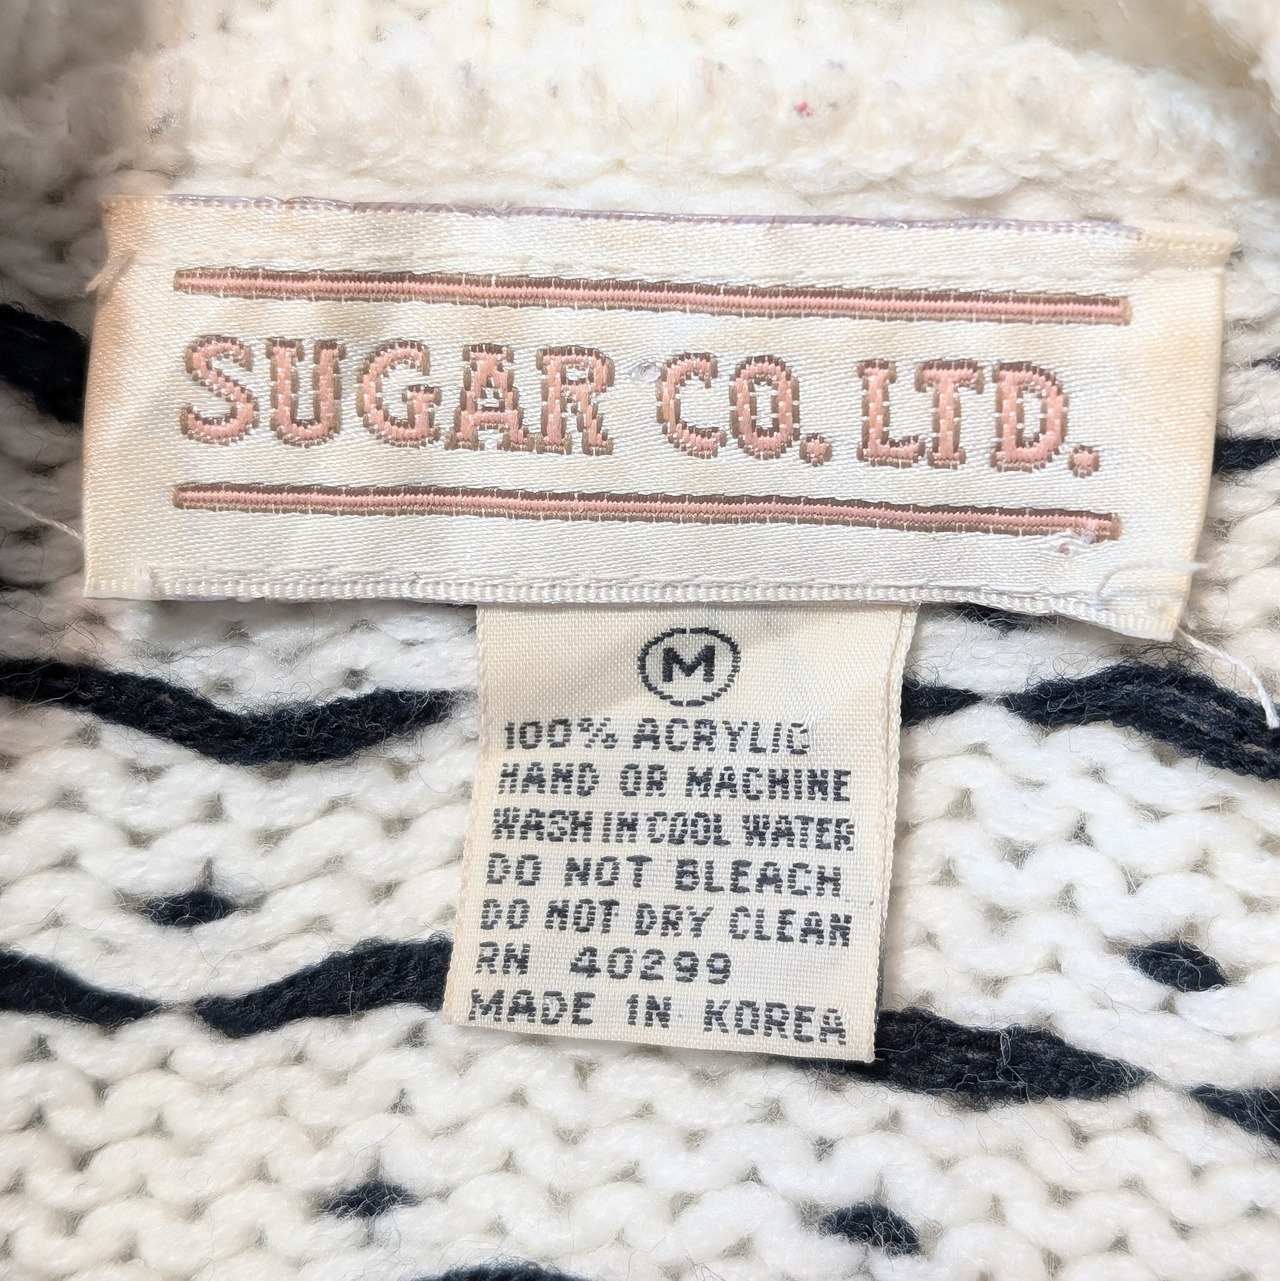 SUGAR CO. LTD.
M
100% ACRYLIC
HAND OR MACHINE
WASH IN COOL WATER
DO NOT BLEACH
DO NOT DRY CLEAN
RN 40299
MADE IN KOREA